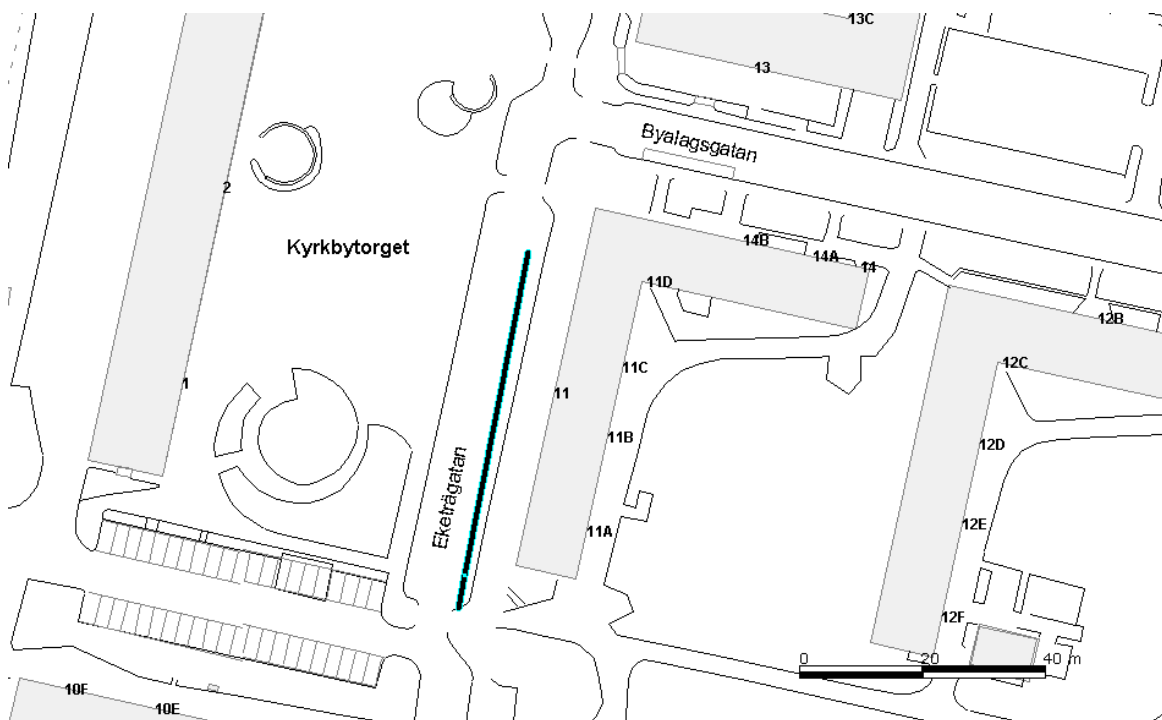 13C
13
Byalagsgatan
2
Kyrkbytorget
14B
14A
14
11D
12B
11C
12C
1
11
11B
12D
Eketrägatan
11A
12E
12F
0 20 40 m
10F
10E